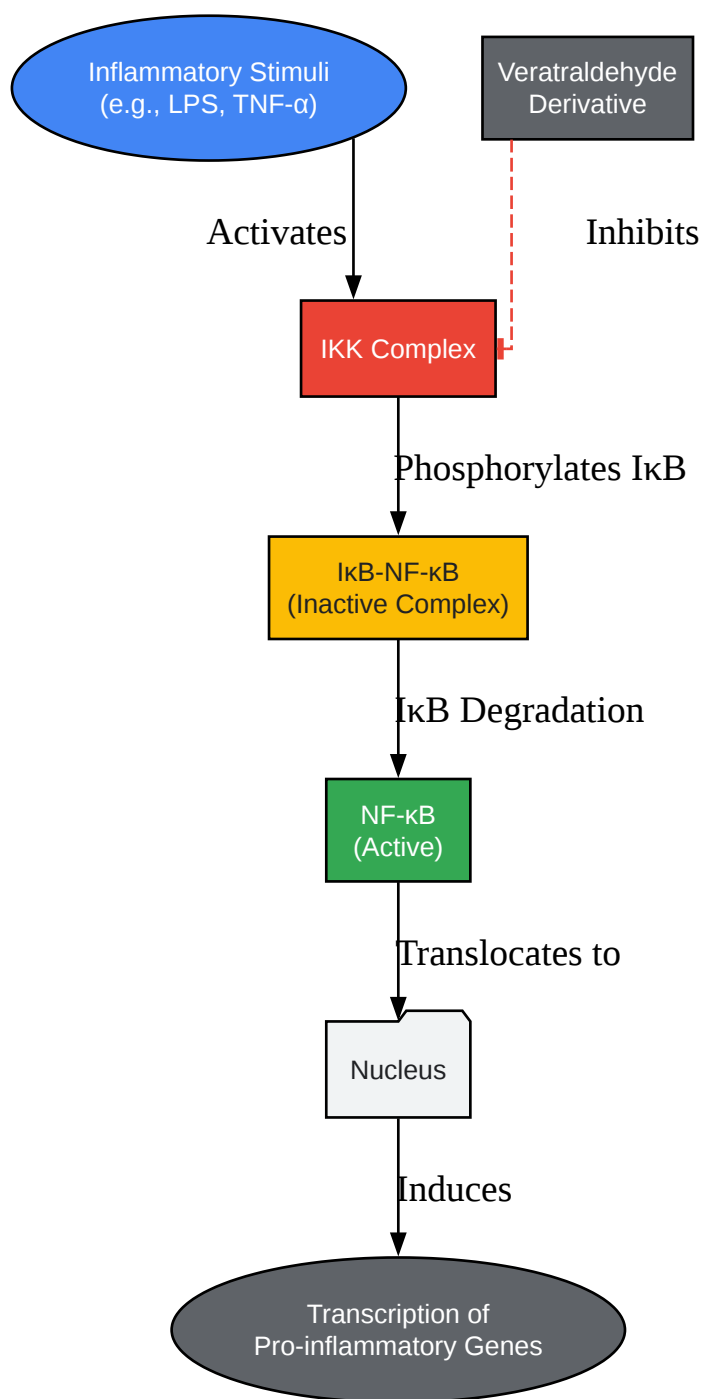 Inflammatory Stimuli
(e.g., LPS, TNF-α)
Veratraldehyde
Derivative
Activates
Inhibits
IKK Complex
Phosphorylates IκB
IκB-NF-κB
(Inactive Complex)
IκB Degradation
NF-κB
(Active)
Translocates to
Nucleus
Induces
Transcription of
Pro-inflammatory Genes